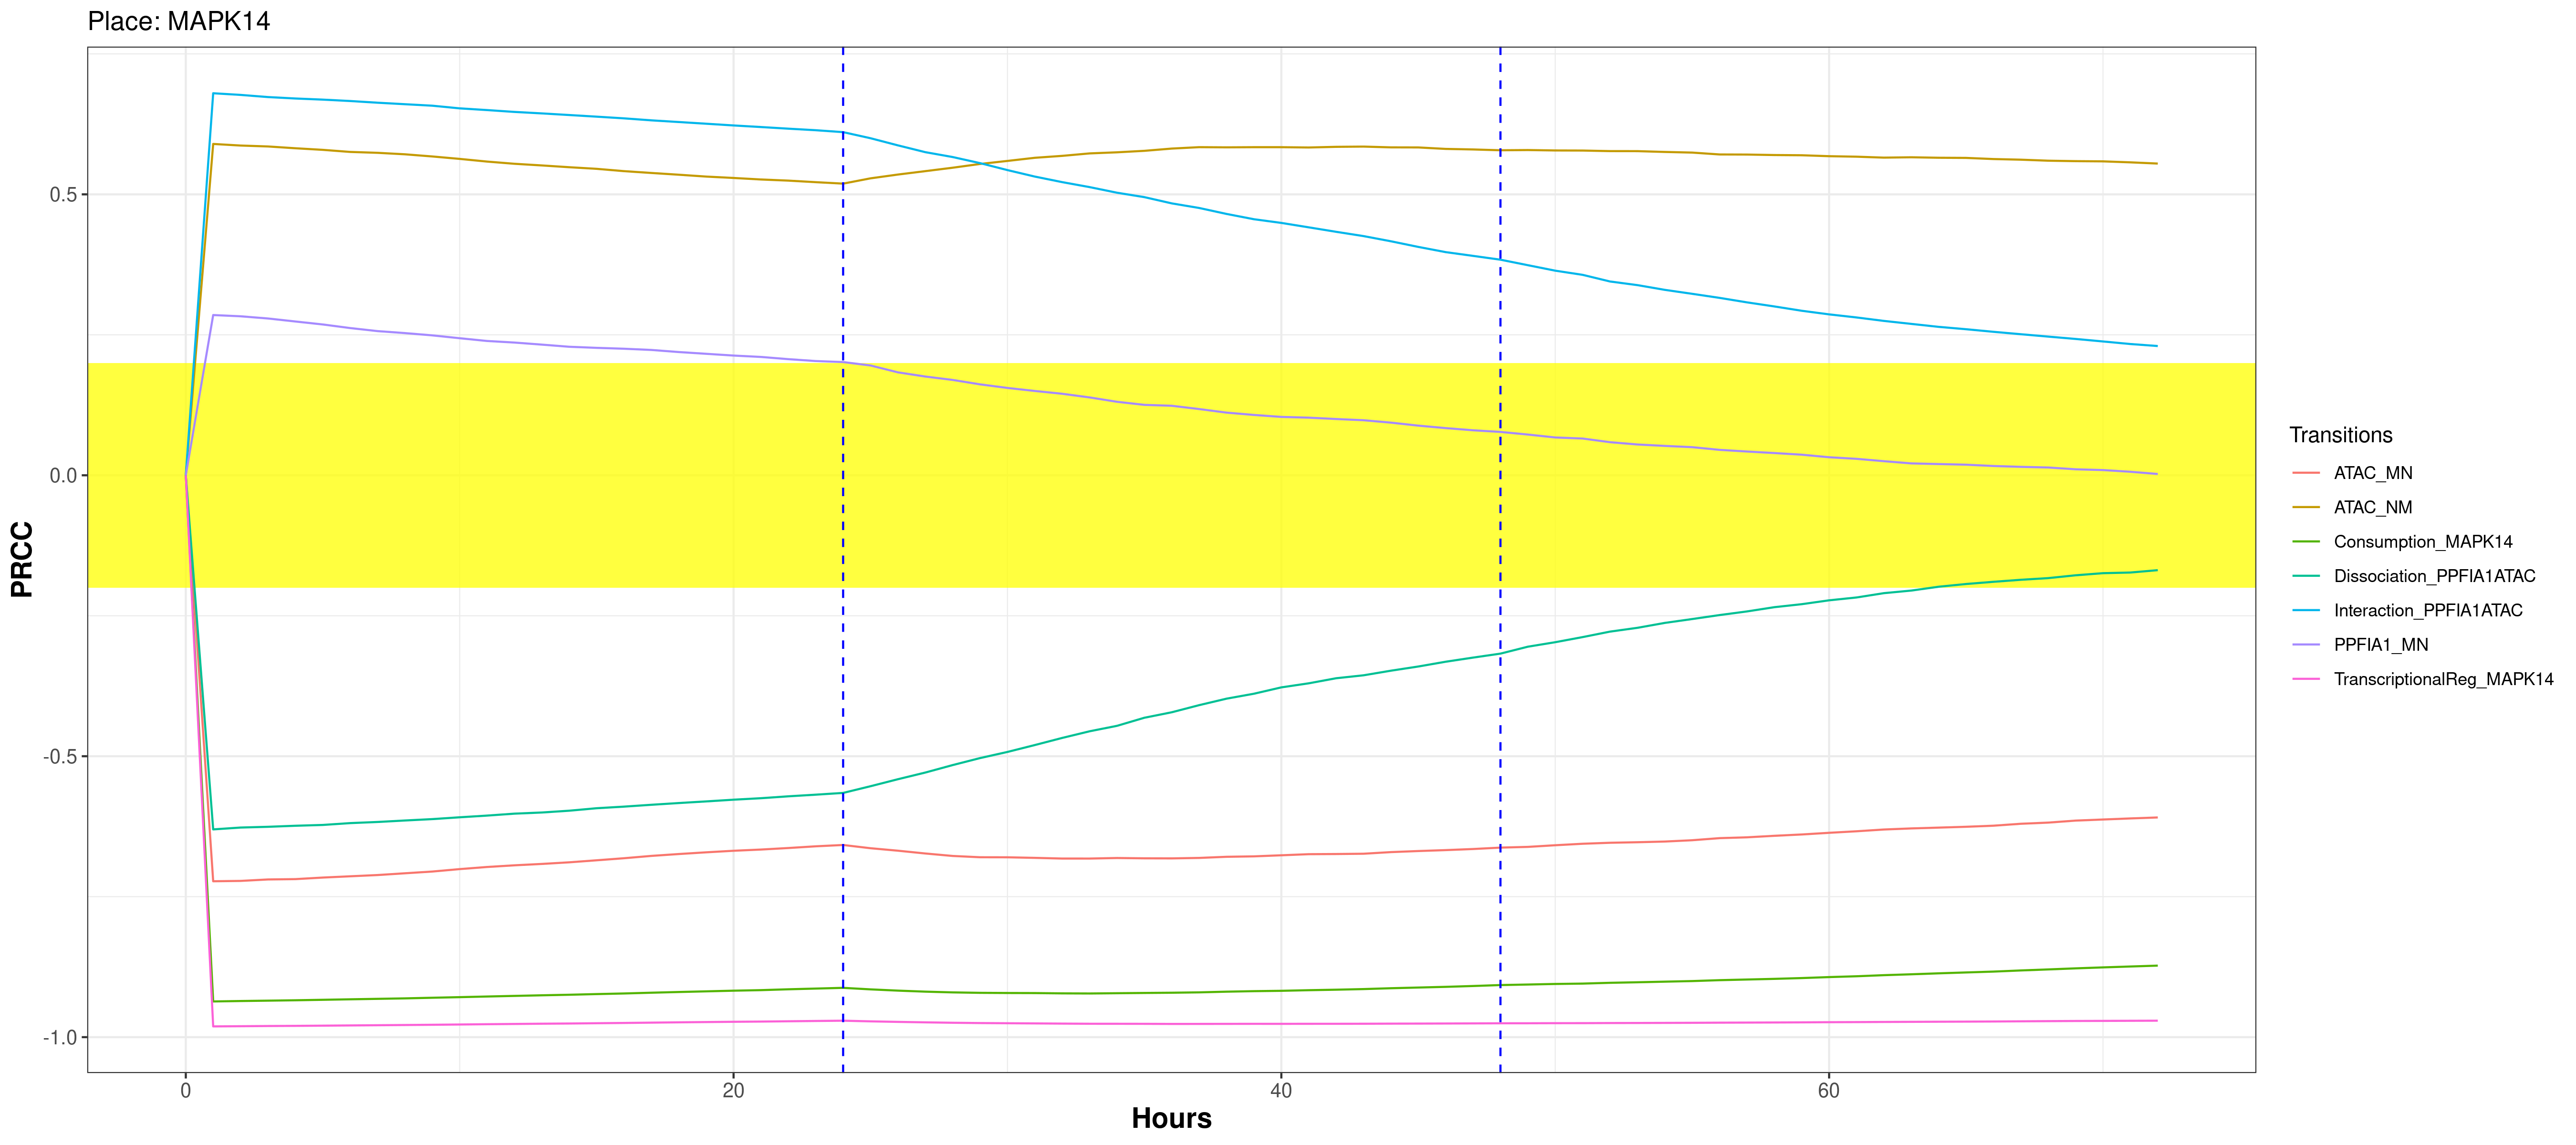 Place: MAPK14
PRCC
0.5
0.0
-0.5
-1.0
0
20
40
60
Hours
Transitions
ATAC_MN
ATAC_NM
Consumption_MAPK14
Dissociation_PPFIA1ATAC
Interaction_PPFIA1ATAC
PPFIA1_MN
TranscriptionalReg_MAPK14